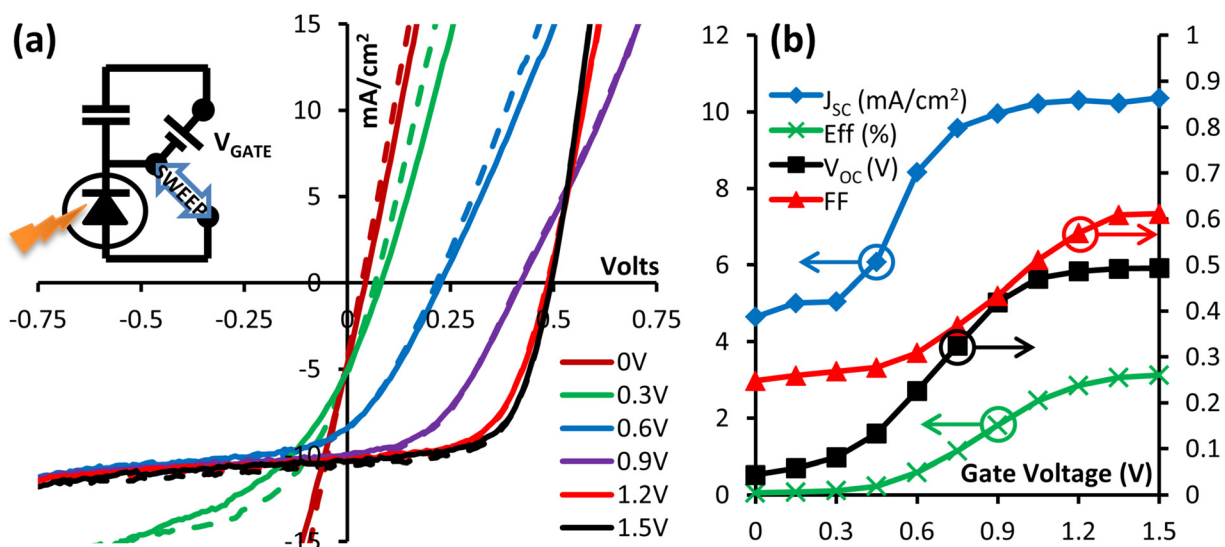 (a)
15
10
5
0
-5
-10
-15
mA/cm²
Volts
-0.75
-0.25
0
0.25
0.5
0.75
V_GATE
SWEEP
0V
0.3V
0.6V
0.9V
1.2V
1.5V
(b)
12
10
8
6
4
2
0
J_SC (mA/cm²)
Eff (%)
V_OC (V)
FF
1
0.9
0.8
0.7
0.6
0.5
0.4
0.3
0.2
0.1
0
Gate Voltage (V)
0
0.3
0.6
0.9
1.2
1.5